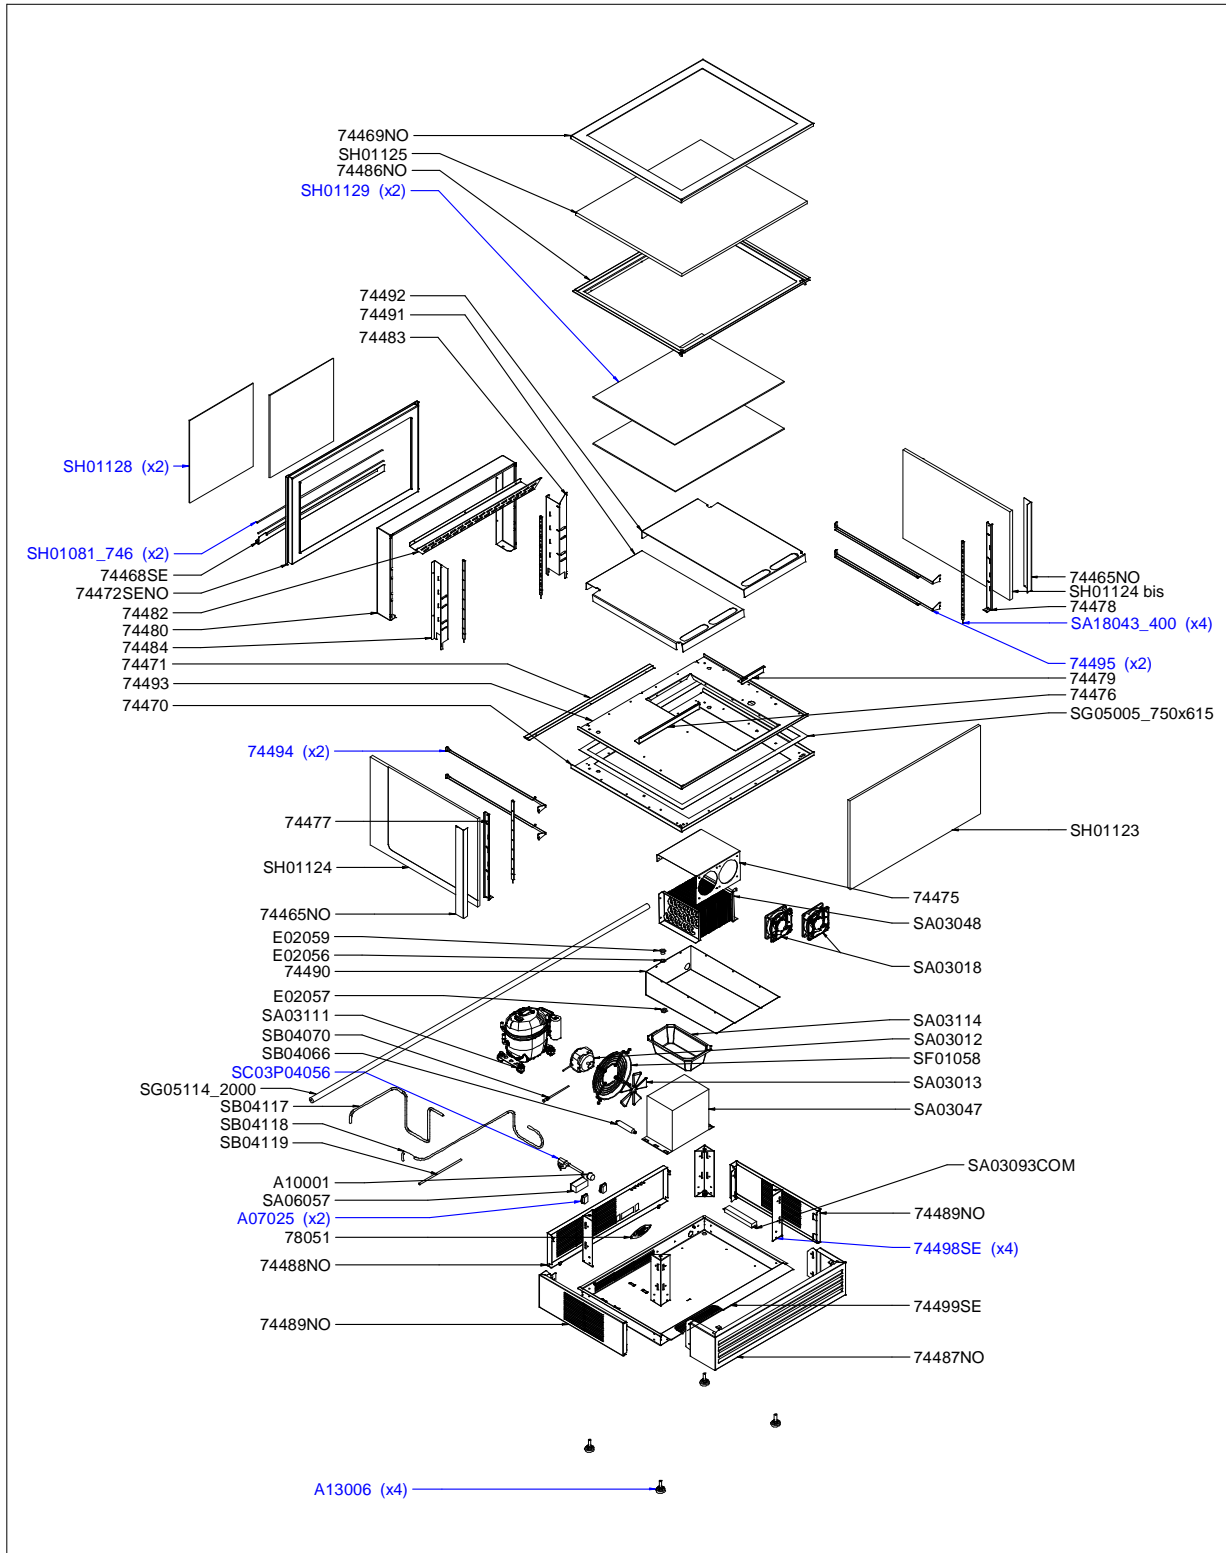 74469NO
SH01125
74486NO
SH01129 (x2)
74492
74491
74483
SH01128 (x2)
SH01081_746 (x2)
74468SE
74472SENO
74482
74480
74484
74471
74493
74470
74494 (x2)
74477
SH01124
74465NO
E02059
E02056
74490
E02057
SA03111
SB04070
SB04066
SC03P04056
SG05114_2000
SB04117
SB04118
SB04119
A10001
SA06057
A07025 (x2)
78051
74488NO
74489NO
A13006 (x4)
74465NO
SH01124 bis
74478
SA18043_400 (x4)
74495 (x2)
74479
74476
SG05005_750x615
SH01123
74475
SA03048
SA03018
SA03114
SA03012
SF01058
SA03013
SA03047
SA03093COM
74489NO
74498SE (x4)
74499SE
74487NO